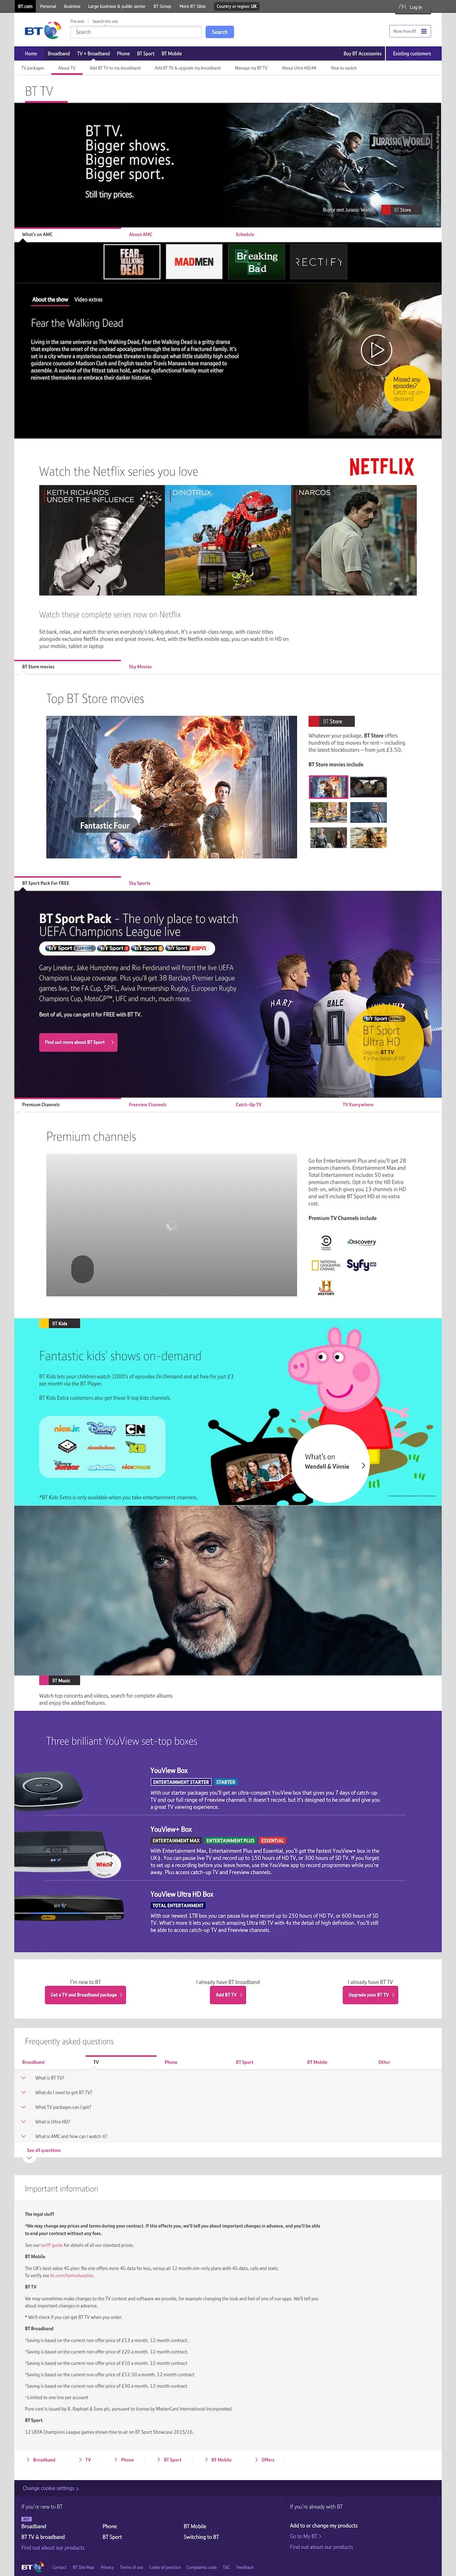 BT.com Personal Business Large business & public sector BT Group More BT Sites Country or region: UK Log in
BT
The web Search this site
Search
Search
More from BT
Home Broadband TV + Broadband Phone BT Sport BT Mobile Buy BT Accessories Existing customers
TV packages About TV Add BT TV to my broadband Add BT TV & upgrade my broadband Manage my BT TV About Ultra HD/4K How to switch
BT TV
BT TV.
Bigger shows.
Bigger movies.
Bigger sport.
Still tiny prices.
JURASSIC WORLD
Buy or rent Jurassic World
BT Store
What's on AMC About AMC Schedule
FEAR THE WALKING DEAD
MADMEN
Breaking Bad
RECTIFY
About the show Video extras
Fear the Walking Dead
Living in the same universe as The Walking Dead, Fear the Walking Dead is a gritty drama
that explores the onset of the undead apocalypse through the lens of a fractured family. It's
set in a city where a mysterious outbreak threatens to disrupt what little stability high school
guidance counselor Madison Clark and English teacher Travis Manawa have managed to
assemble. A survival of the fittest takes hold, and our dysfunctional family must either
reinvent themselves or embrace their darker histories.
Missed any
episodes?
Catch up on-
demand
Watch the Netflix series you love
NETFLIX
KEITH RICHARDS
UNDER THE INFLUENCE
DINOTRUX
NARCOS
Watch these complete series now on Netflix
Sit back, relax, and watch the series everybody's talking about. It's a world-class range, with classic titles
alongside exclusive Netflix shows and great movies. And, with the Netflix mobile app, you can watch it in HD on
your mobile, tablet or laptop
BT Store movies Sky Movies
Top BT Store movies
Fantastic Four
BT Store
Whatever your package, BT Store offers
hundreds of top movies for rent – including
the latest blockbusters – from just £3.50.
BT Store movies include
BT Sport Pack For FREE Sky Sports
BT Sport Pack – The only place to watch
UEFA Champions League live
BT Sport EUROPE BT Sport 1 BT Sport 2 BT Sport ESPN
Gary Lineker, Jake Humphrey and Rio Ferdinand will front the live UEFA
Champions League coverage. Plus you'll get 38 Barclays Premier League
games live, the FA Cup, SPFL, Aviva Premiership Rugby, European Rugby
Champions Cup, MotoGP™, UFC and much, much more.
Best of all, you can get it for FREE with BT TV.
Find out more about BT Sport
HART
BALE
BT Sport
BT Sport
Ultra HD
Only on BT TV
4 x the detail of HD
Premium Channels Freeview Channels Catch-Up TV TV Everywhere
Premium channels
Go for Entertainment Plus and you'll get 28
premium channels. Entertainment Max and
Total Entertainment includes 50 extra
premium channels. Opt in for the HD Extra
bolt-on, which gives you 13 channels in HD
and we'll include BT Sport HD at no extra
cost.
Premium TV Channels include
Discovery
NATIONAL GEOGRAPHIC CHANNEL
Syfy HD
HISTORY
BT Kids
Fantastic kids' shows on-demand
BT Kids lets your children watch 1000's of episodes On Demand and ad free for just £3
per month via the BT Player.
BT Kids Extra customers also get these 9 top kids channels.
nick jr. Disney CN
nickelodeon
Disney Junior cartoonito nicktoons
*BT Kids Extra is only available when you take entertainment channels.
What's on
Wendell & Vinnie
BT Music
Watch top concerts and videos, search for complete albums
and enjoy the added features.
Three brilliant YouView set-top boxes
YouView Box
ENTERTAINMENT STARTER STARTER
With our starter packages you'll get an ultra-compact YouView box that gives you 7 days of catch-up
TV and our full range of Freeview channels. It doesn't record, but it's designed to be small and give you
a great TV viewing experience.
YouView+ Box
ENTERTAINMENT MAX ENTERTAINMENT PLUS ESSENTIAL
With Entertainment Max, Entertainment Plus and Essential, you'll get the fastest YouView+ box in the
UK§. You can pause live TV and record up to 150 hours of HD TV, or 300 hours of SD TV. If you forget
to set up a recording before you leave home, use the YouView app to record programmes while you're
away. Plus access catch-up TV and Freeview channels.
Which?
YouView Ultra HD Box
TOTAL ENTERTAINMENT
With our newest 1TB box you can pause live and record up to 250 hours of HD TV, or 600 hours of SD
TV. What's more it lets you watch amazing Ultra HD TV with 4x the detail of high definition. You'll still
be able to access catch-up TV and Freeview channels.
I'm new to BT I already have BT broadband I already have BT TV
Get a TV and Broadband package Add BT TV Upgrade your BT TV
Frequently asked questions
Broadband TV Phone BT Sport BT Mobile Other
What is BT TV?
What do I need to get BT TV?
What TV packages can I get?
What is Ultra HD?
What is AMC and how can I watch it?
See all questions
Important information
The legal stuff
^We may change any prices and terms during your contract. If this affects you, we'll tell you about important changes in advance, and you'll be able
to end your contract without any fees.
See our tariff guide for details of all our standard prices.
BT Mobile
The UK's best value 4G plan: No one offers more 4G data for less, versus all 12 month sim-only plans with 4G data, calls and texts.
To verify see bt.com/bestvalueplan.
BT TV
We may sometimes make changes to the TV content and software we provide, for example changing the look and feel of one of our apps. We'll tell you
about important changes in advance.
* We'll check if you can get BT TV when you order.
BT Broadband
Saving is based on the current non offer price of £13 a month. 12 month contract.
Saving is based on the current non offer price of £20 a month. 12 month contract.
Saving is based on the current non offer price of £10 a month. 12 month contract
Saving is based on the current non offer price of £12.50 a month. 12 month contract
Saving is based on the current non offer price of £30 a month. 12 month contract
Limited to one line per account
Pure card is issued by R. Raphael & Sons plc, pursuant to license by MasterCard International Incorporated.
BT Sport
12 UEFA Champions League games shown free to air on BT Sport Showcase 2015/16.
Broadband TV Phone BT Sport BT Mobile Offers
Change cookie settings
If you're new to BT If you're already with BT
Broadband Phone BT Mobile Add to or change my products
BT TV & broadband BT Sport Switching to BT Go to My BT
Find out about our products Find out about our products
BT Contact BT Site Map Privacy Terms of use Codes of practice Complaints code T&C Feedback